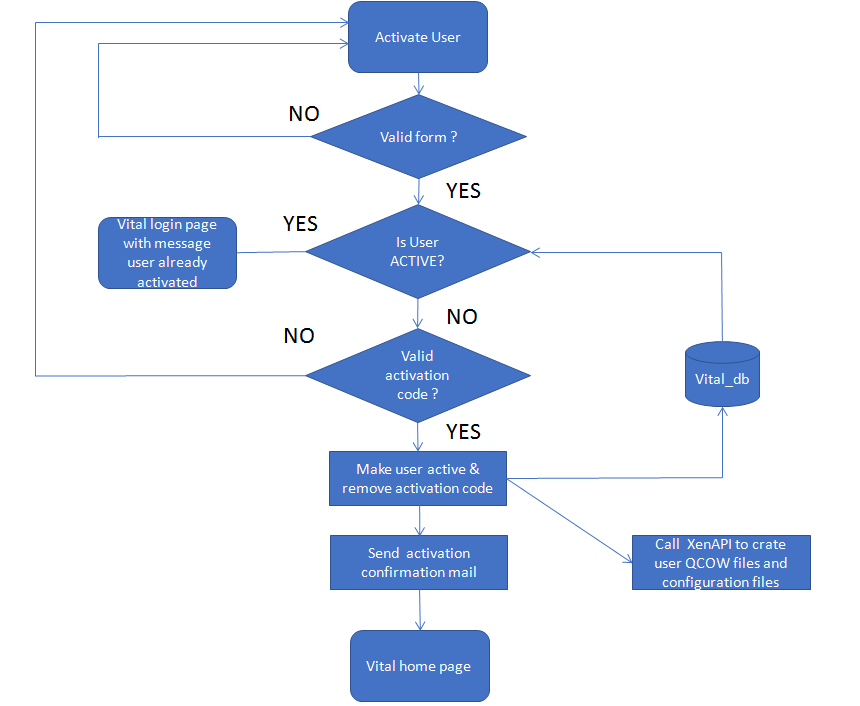 Activate User
NO
Valid form ?
YES
YES
Vital login page
with message
user already
activated
Is User
ACTIVE?
NO
NO
Valid
activation
code ?
Vital_db
YES
Make user active &
remove activation code
Call  XenAPI to crate
user QCOW files and
configuration files
Send  activation
confirmation mail
Vital home page